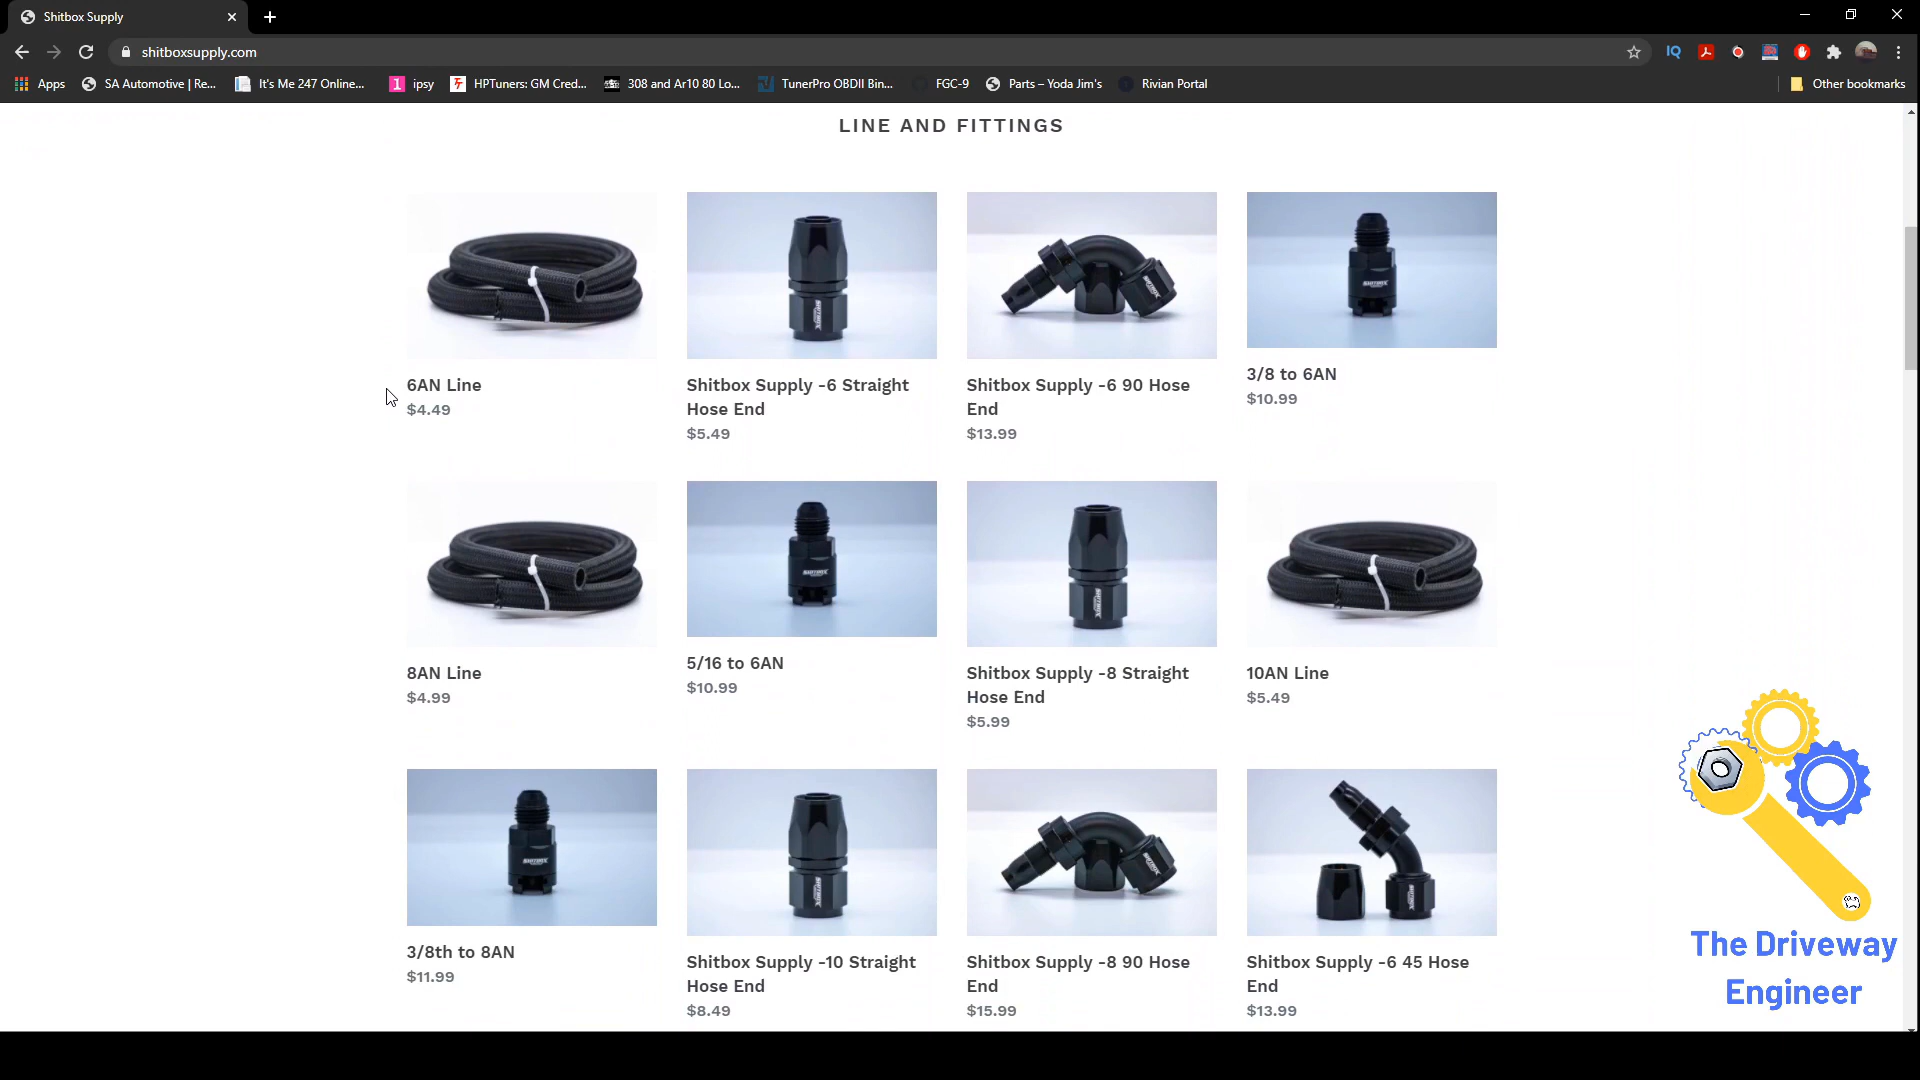 Shitbox Supply
shitboxsupply.com
IQ
Apps
SA Automotive | Re...
It's Me 247 Online...
1
ipsy
HPTuners: GM Cred...
308 and Ar10 80 Lo...
TunerPro OBDII Bin...
FGC-9
Parts – Yoda Jim's
Rivian Portal
Other bookmarks
LINE AND FITTINGS
6AN Line
$4.49
Shitbox Supply -6 Straight
Hose End
$5.49
Shitbox Supply -6 90 Hose
End
$13.99
3/8 to 6AN
$10.99
8AN Line
$4.99
5/16 to 6AN
$10.99
Shitbox Supply -8 Straight
Hose End
$5.99
10AN Line
$5.49
3/8th to 8AN
$11.99
Shitbox Supply -10 Straight
Hose End
$8.49
Shitbox Supply -8 90 Hose
End
$15.99
Shitbox Supply -6 45 Hose
End
$13.99
The Driveway
Engineer